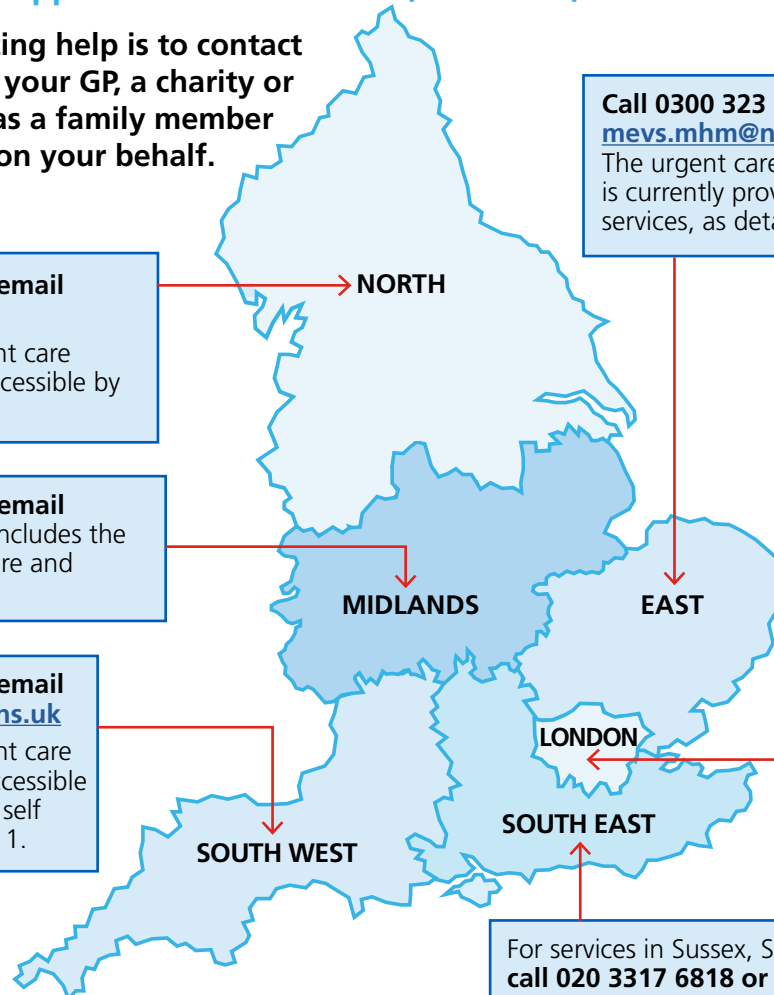 ting help is to contact
your GP, a charity or
as a family member
on your behalf.
Call 0300 323
mevs.mhm@n
The urgent care
is currently prov
services, as deta
email
nt care
cessible by
NORTH
email
ncludes the
re and
MIDLANDS
EAST
email
ns.uk
nt care
ccessible
self
1.
LONDON
SOUTH EAST
SOUTH WEST
For services in Sussex, S
call 020 3317 6818 or